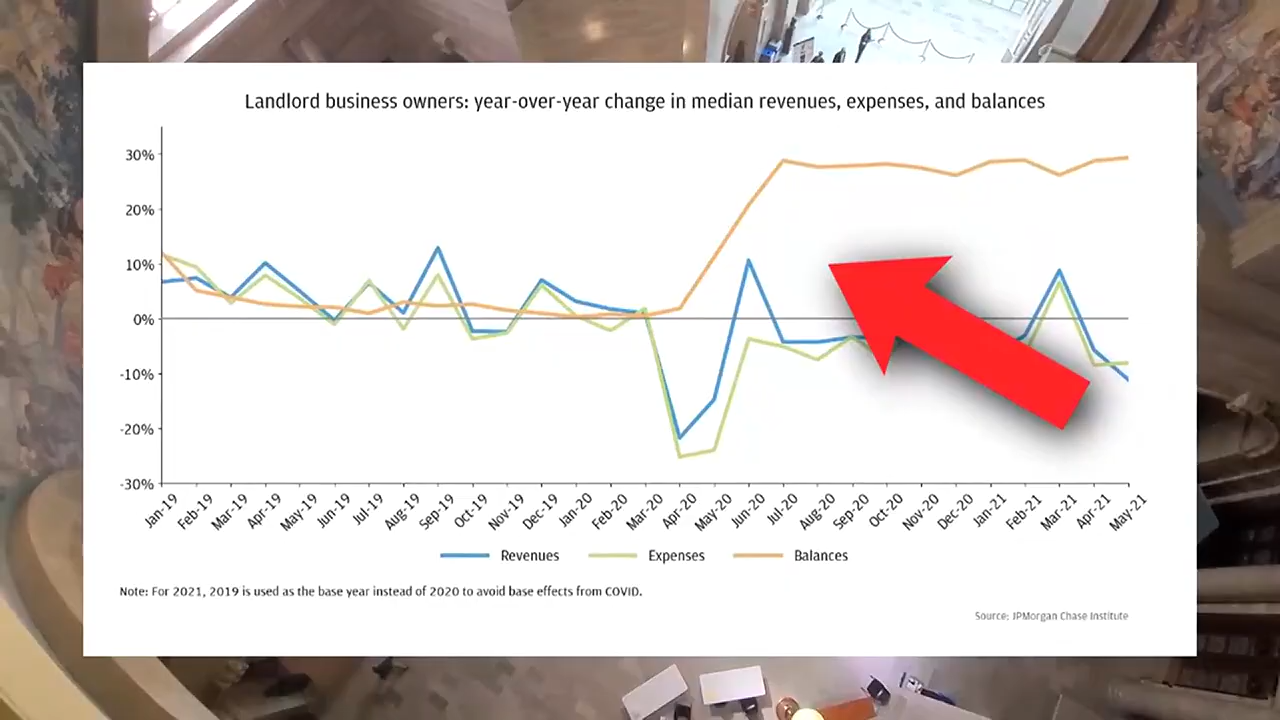 Landlord business owners: year-over-year change in median revenues, expenses, and balances
30%
20%
10%
0%
-10%
-20%
-30%
Jan-19 Feb-19 Mar-19 Apr-19 May-19 Jun-19 Jul-19 Aug-19 Sep-19 Oct-19 Nov-19 Dec-19 Jan-20 Feb-20 Mar-20 Apr-20 May-20 Jun-20 Jul-20 Aug-20 Sep-20 Oct-20 Nov-20 Dec-20 Jan-21 Feb-21 Mar-21 Apr-21 May-21
Revenues Expenses Balances
Note: For 2021, 2019 is used as the base year instead of 2020 to avoid base effects from COVID.
Source: JPMorgan Chase Institute